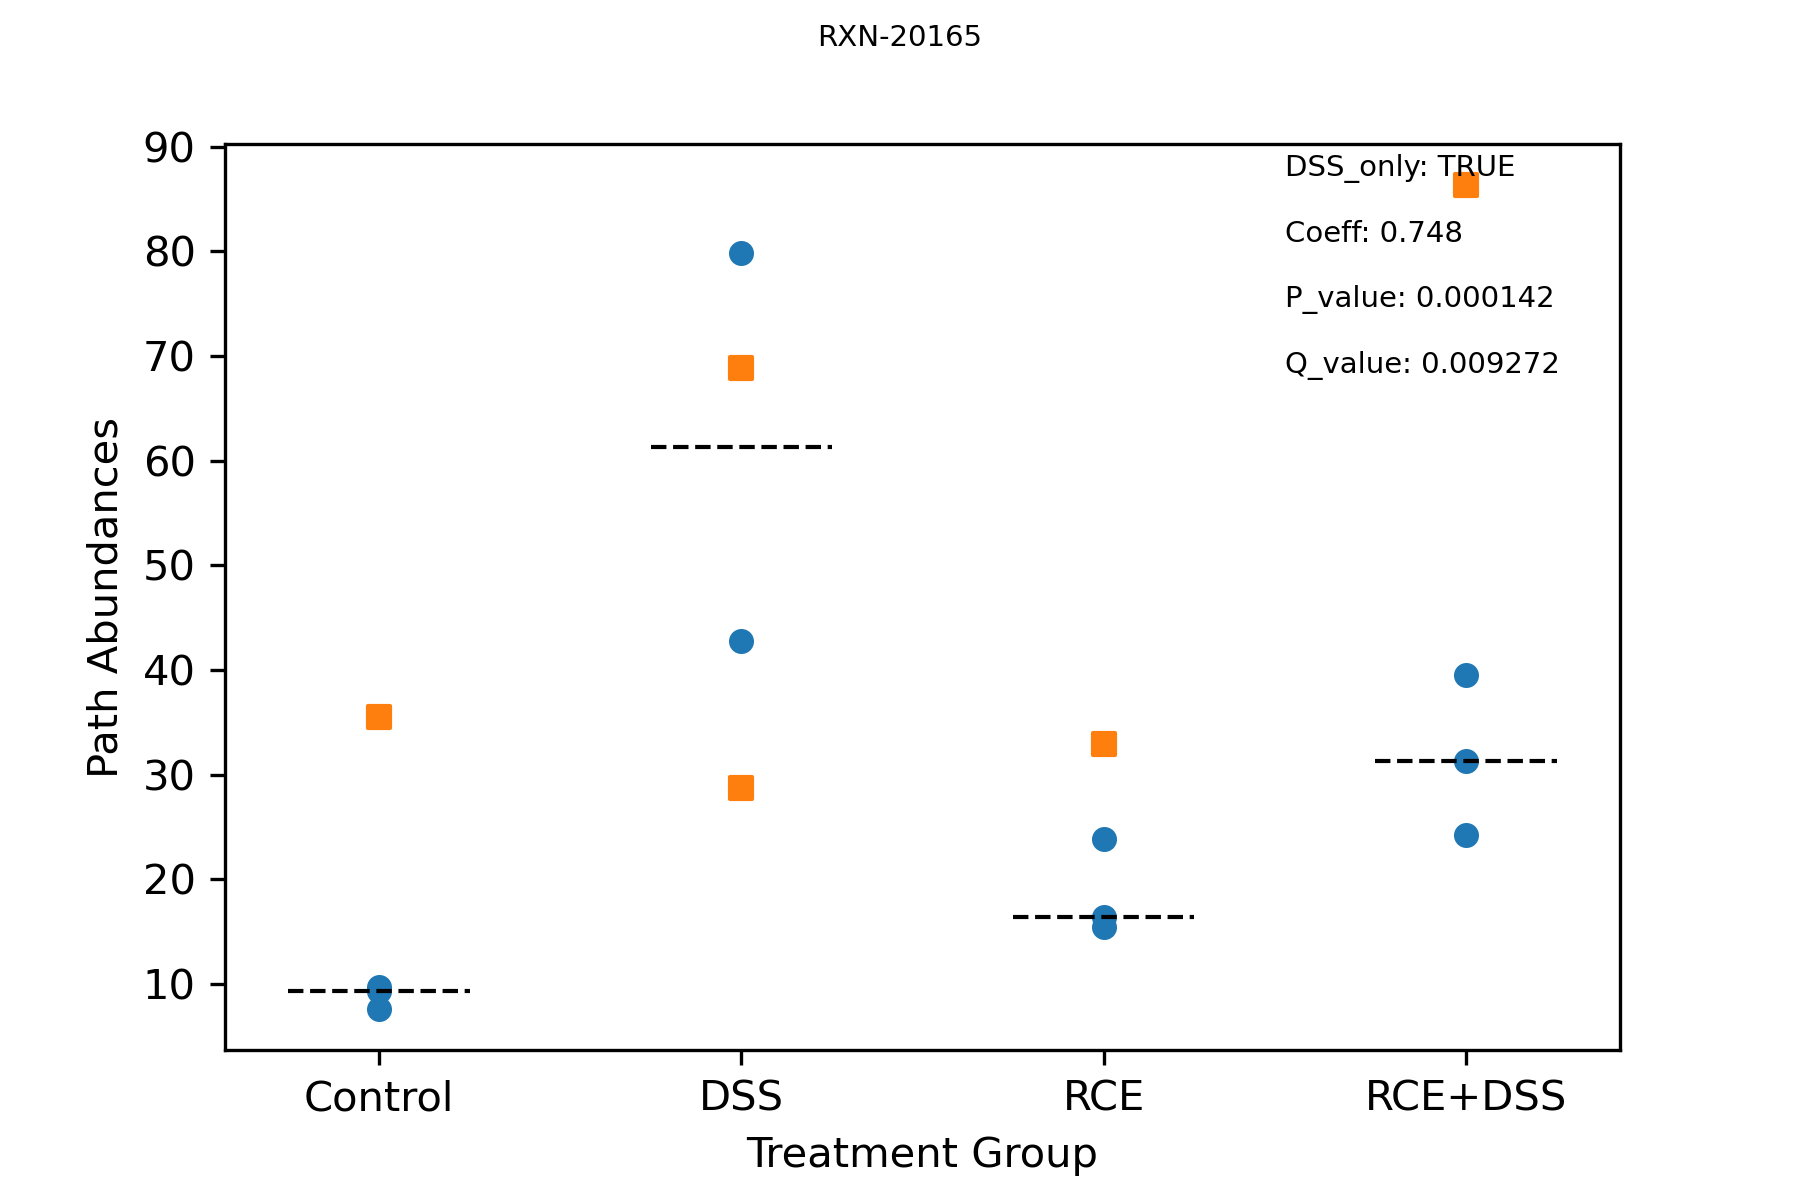 RXN-20165
90
80
70
60
50
40
30
20
10
Path Abundances
DSS_only: TRUE
Coeff: 0.748
P_value: 0.000142
Q_value: 0.009272
Control
DSS
RCE
RCE+DSS
Treatment Group